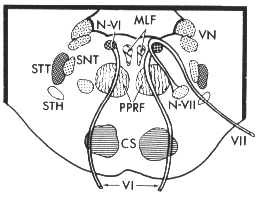 N-VI MLF
VN
STT SNT
STH PPRF N-VII
CS VII
VI